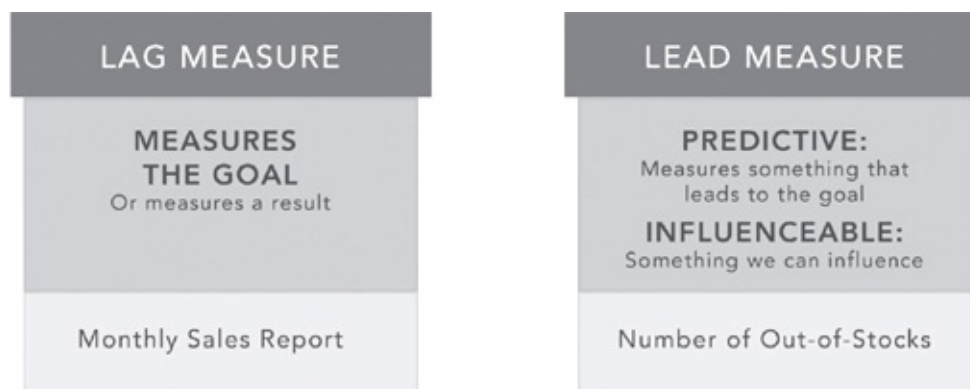 LAG MEASURE
MEASURES
THE GOAL
Or measures a result
Monthly Sales Report
LEAD MEASURE
PREDICTIVE:
Measures something that
leads to the goal
INFLUENCEABLE:
Something we can influence
Number of Out-of-Stocks